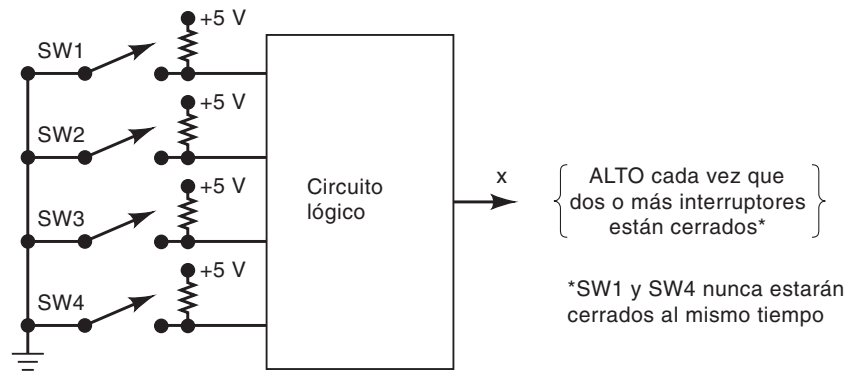 +5 V
SW1
+5 V
SW2
+5 V
SW3
+5 V
SW4
Circuito
lógico
x
ALTO cada vez que
dos o más interruptores
están cerrados*
*SW1 y SW4 nunca estarán
cerrados al mismo tiempo